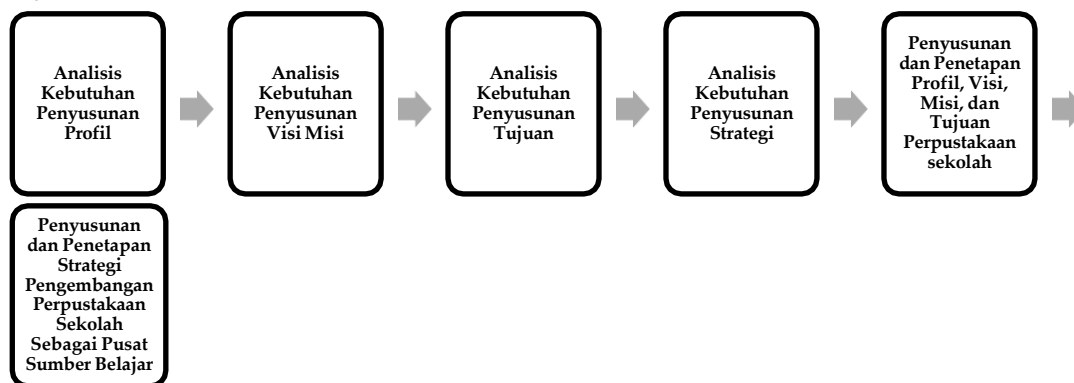 Analisis
Kebutuhan
Penyusunan
Profil
Analisis
Kebutuhan
Penyusunan
Visi Misi
Analisis
Kebutuhan
Penyusunan
Tujuan
Analisis
Kebutuhan
Penyusunan
Strategi
Penyusunan
dan Penetapan
Profil, Visi,
Misi, dan
Tujuan
Perpustakaan
sekolah
Penyusunan
dan Penetapan
Strategi
Pengembangan
Perpustakaan
Sekolah
Sebagai Pusat
Sumber Belajar